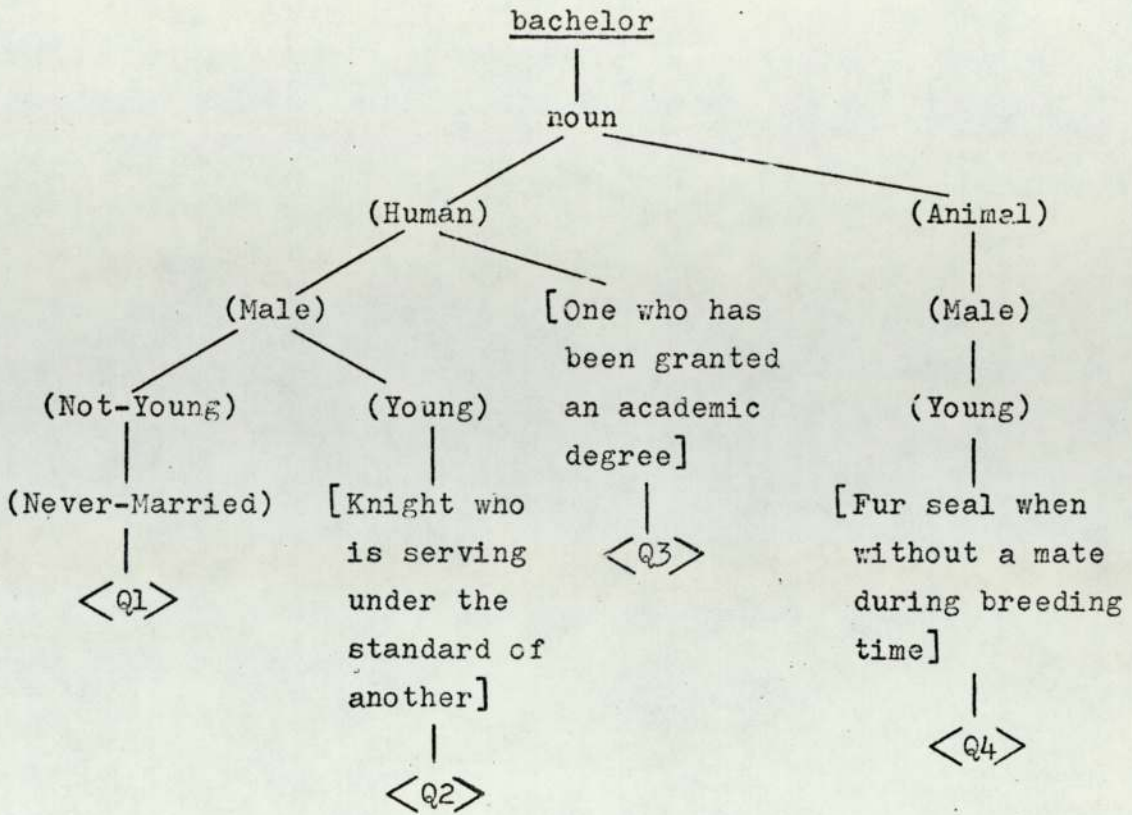 bachelor
noun
(Human) (Animal)
(Male) [One who has (Male)
been granted
(Not-Young) (Young) an academic (Young)
degree]
(Never-Married) [Knight who [Fur seal when
is serving <Q3> without a mate
<Q1> under the during breeding
standard of time]
another]
<Q4>
<Q2>